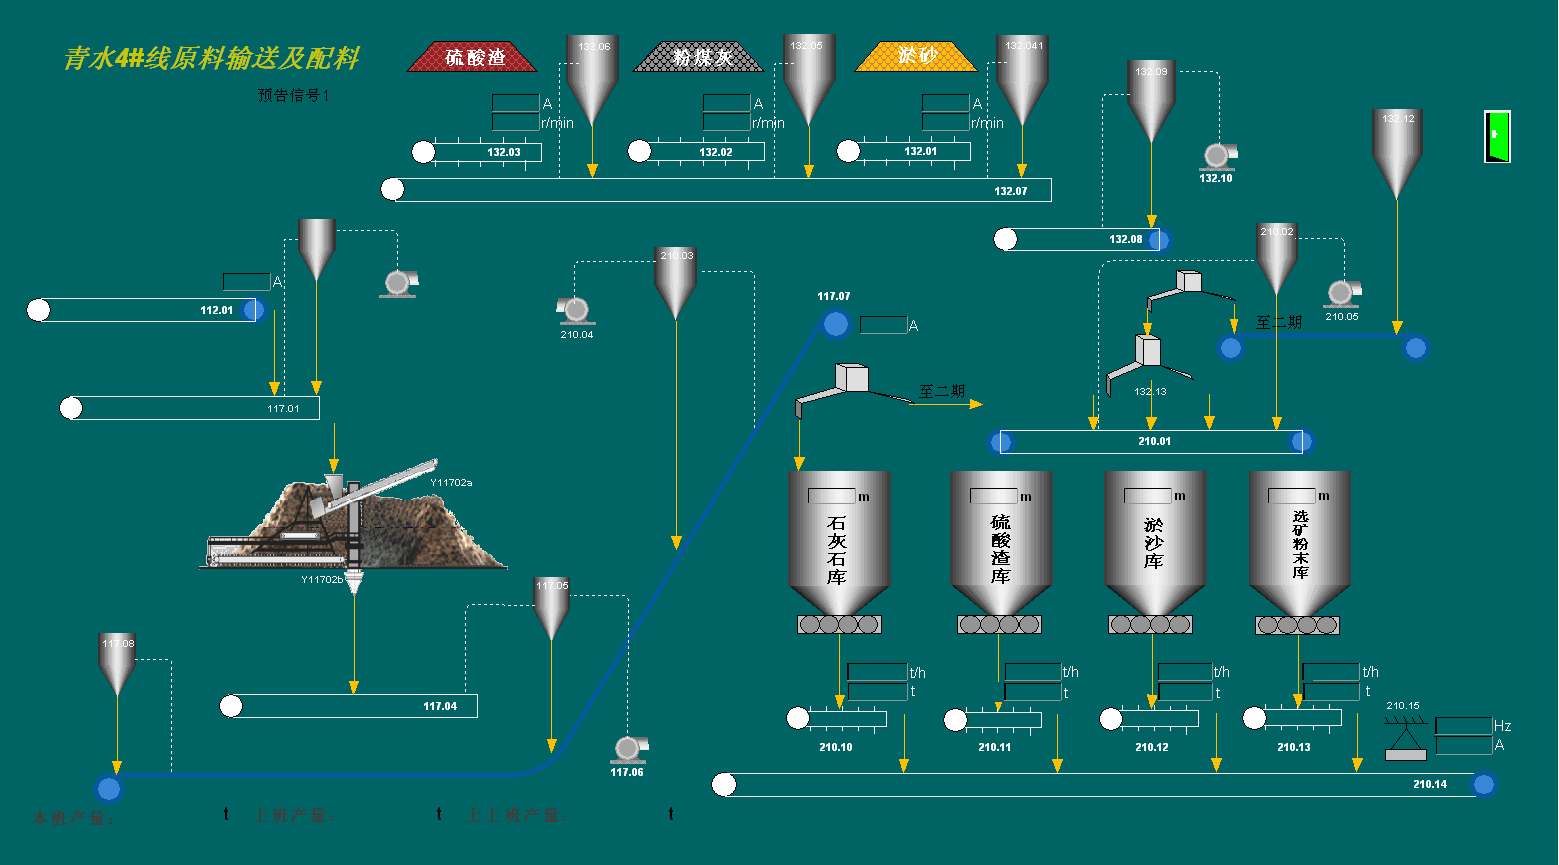 青水4#线原料输送及配料
预告信号1
硫酸渣
132.06
粉煤灰
132.05
淤砂
132.041
132.09
132.12
A
r/min
A
r/min
A
r/min
132.03
132.02
132.01
132.10
132.07
132.08
210.02
210.03
A
112.01
210.04
117.07
A
210.05
至二期
至二期
132.13
117.01
210.01
Y11702a
Y11702b
m
石灰石库
m
硫酸渣库
m
淤沙库
m
选矿粉末库
117.05
117.08
117.04
117.06
t/h
t
t/h
t
t/h
t
t/h
t
210.15
Hz
A
210.10
210.11
210.12
210.13
210.14
本班产量:
t
上班产量:
t
上上班产量:
t